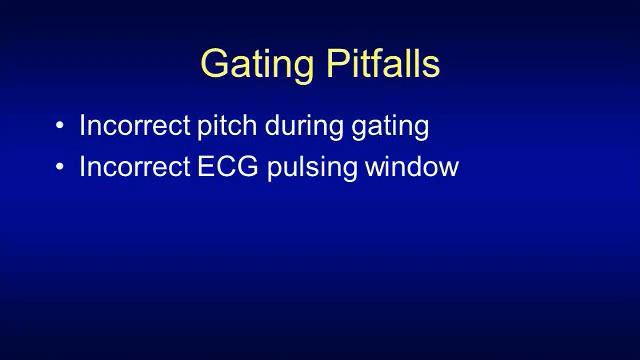 Gating Pitfalls
• Incorrect pitch during gating
• Incorrect ECG pulsing window